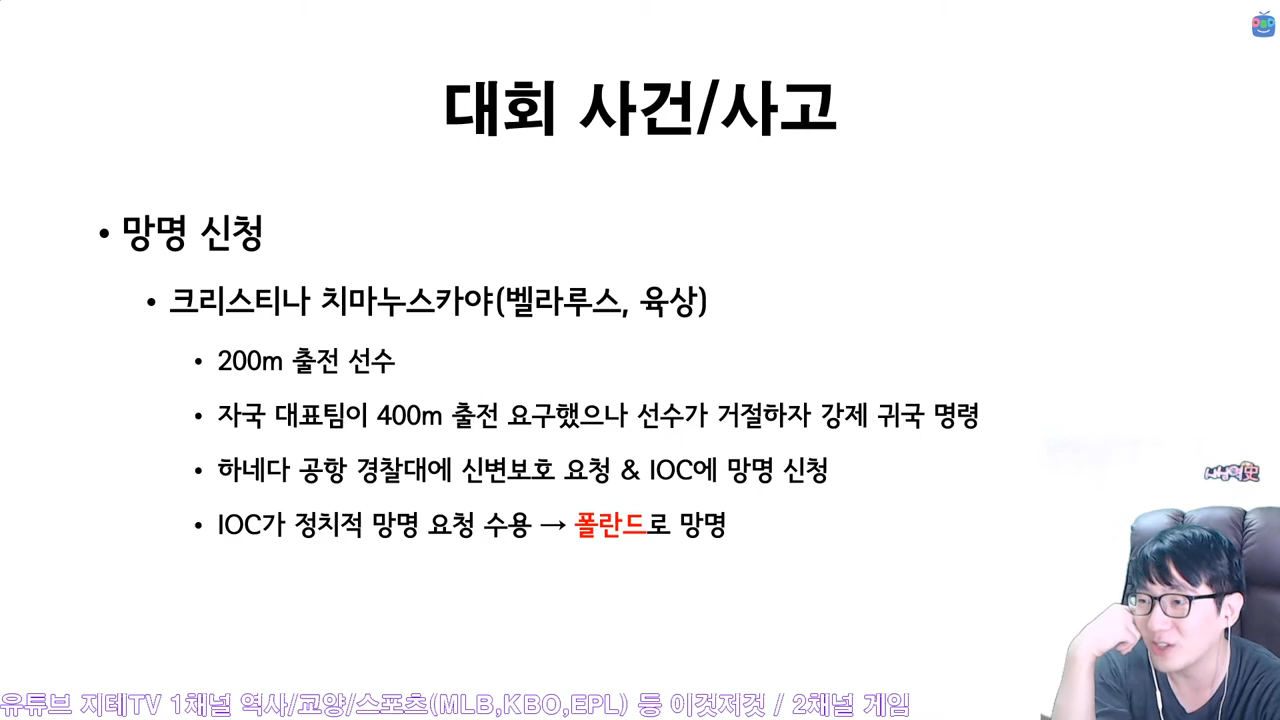 대회 사건/사고
• 망명 신청
• 크리스티나 치마누스카야(벨라루스, 육상)
• 200m 출전 선수
• 자국 대표팀이 400m 출전 요구했으나 선수가 거절하자 강제 귀국 명령
• 하네다 공항 경찰대에 신변보호 요청 & IOC에 망명 신청
• IOC가 정치적 망명 요청 수용 → 폴란드로 망명
유튜브 지테TV 1채널 역사/교양/스포츠(MLB,KBO,EPL) 등 이것저것 / 2채널 게임